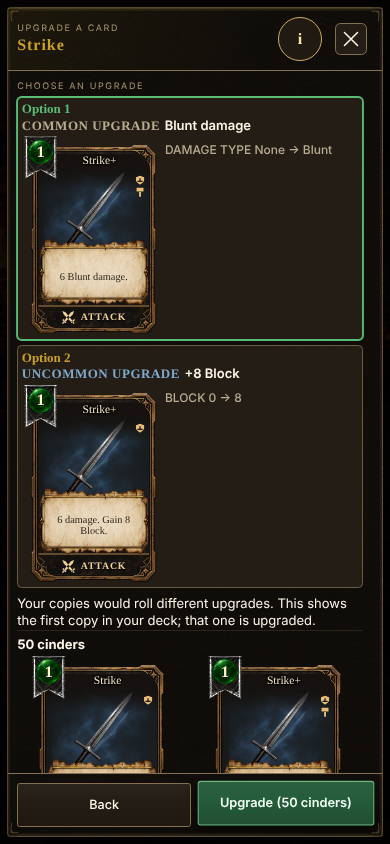 UPGRADE A CARD
Strike
i
CHOOSE AN UPGRADE
Option 1
COMMON UPGRADE Blunt damage
1
Strike+
DAMAGE TYPE None → Blunt
6 Blunt damage.
ATTACK
Option 2
UNCOMMON UPGRADE +8 Block
1
Strike+
BLOCK 0 → 8
6 damage. Gain 8
Block.
ATTACK
Your copies would roll different upgrades. This shows
the first copy in your deck; that one is upgraded.
50 cinders
1
Strike
1
Strike+
Back
Upgrade (50 cinders)